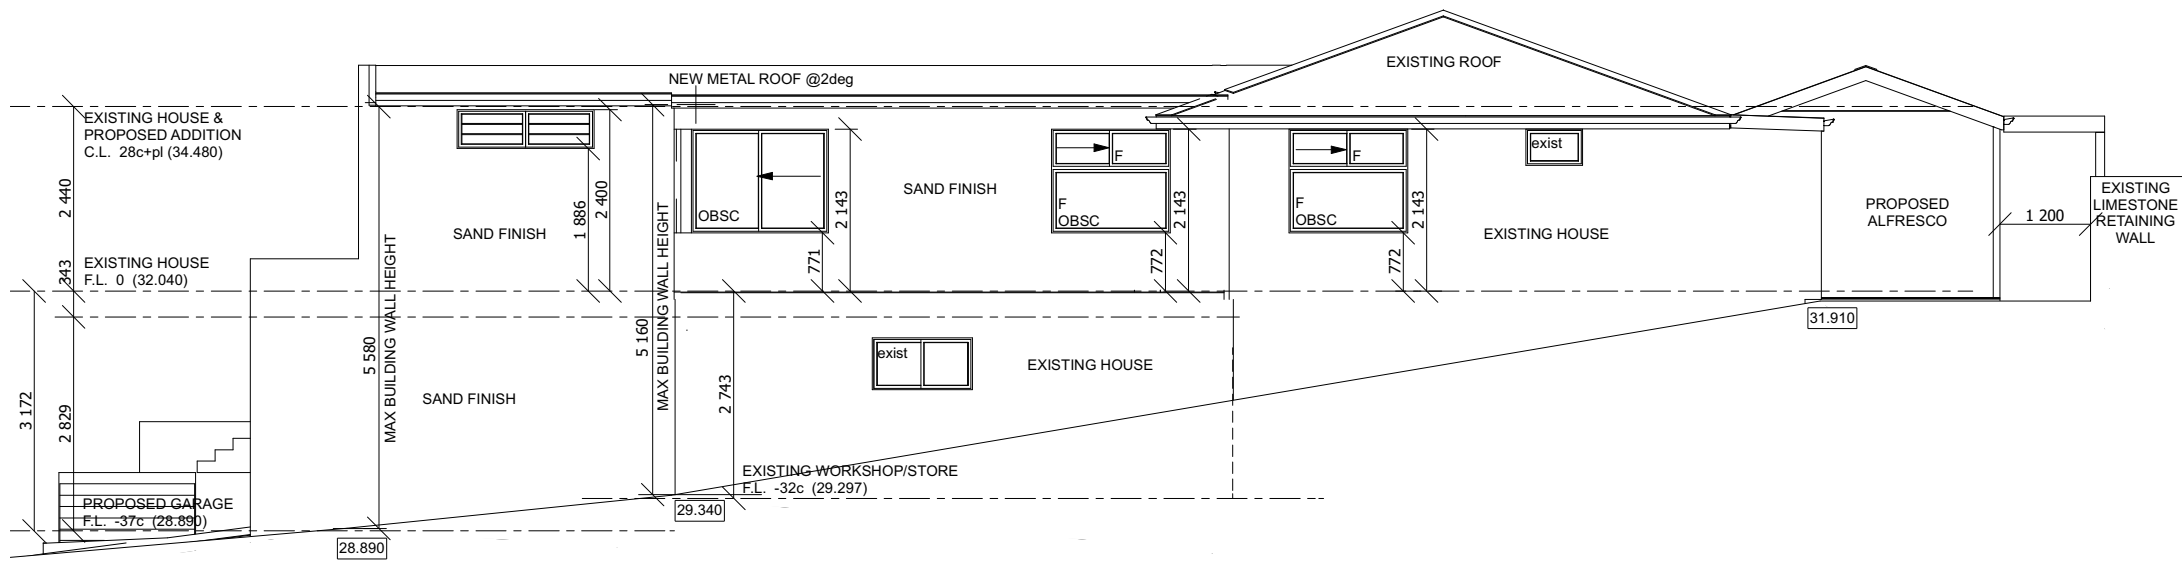 NEW METAL ROOF @2deg
EXISTING ROOF
EXISTING HOUSE &
PROPOSED ADDITION
C.L. 28c+pl (34.480)
2 440
343
EXISTING HOUSE
F.L. 0 (32.040)
3 172
2 829
PROPOSED GARAGE
F.L. -37c (28.890)
28.890
5 580
MAX BUILDING WALL HEIGHT
SAND FINISH
SAND FINISH
1 886
2 400
5 160
MAX BUILDING WALL HEIGHT
OBSC
771
2 143
SAND FINISH
F
F
OBSC
772
2 143
2 743
exist
EXISTING HOUSE
EXISTING WORKSHOP/STORE
F.L. -32c (29.297)
29.340
F
F
OBSC
772
2 143
exist
EXISTING HOUSE
PROPOSED
ALFRESCO
31.910
1 200
EXISTING
LIMESTONE
RETAINING
WALL